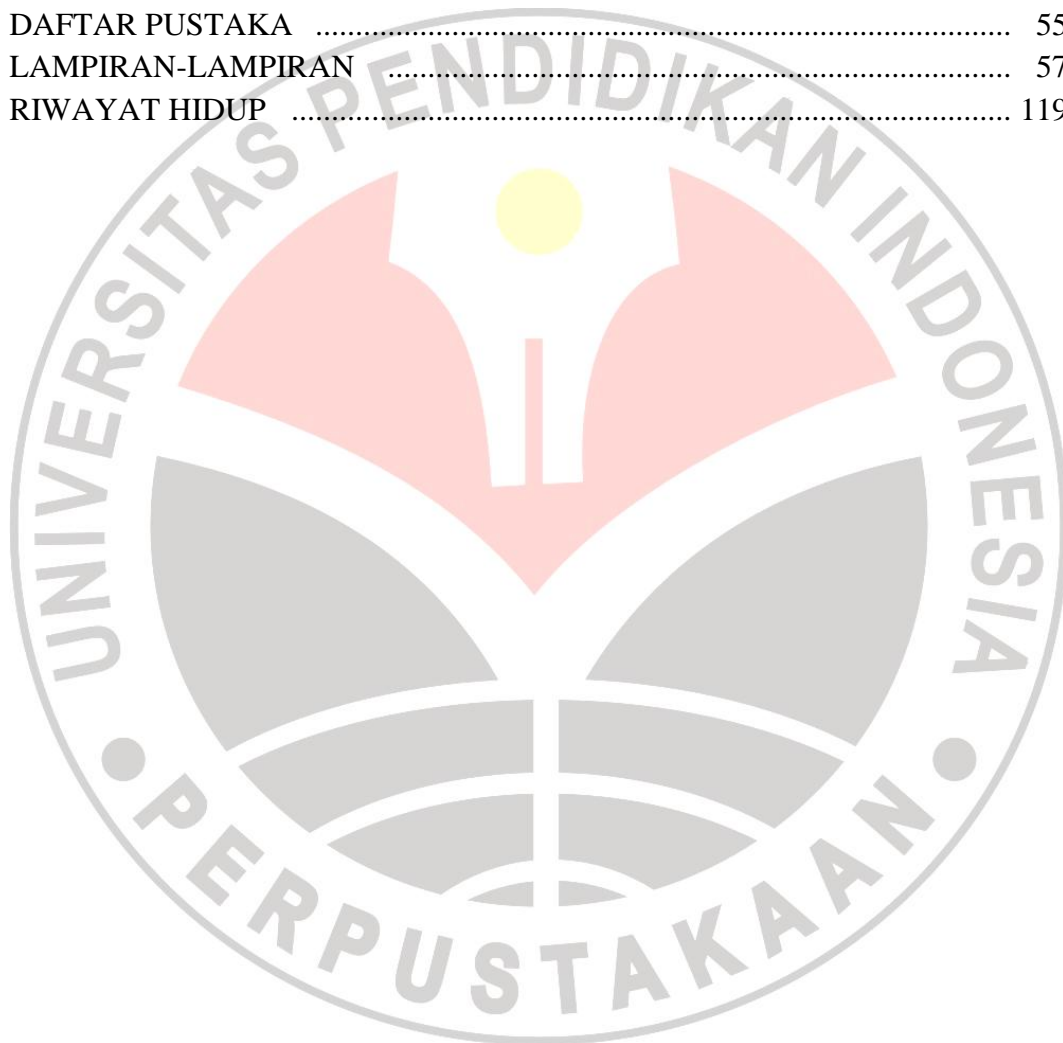 DAFTAR PUSTAKA ........................................................................... 55
LAMPIRAN-LAMPIRAN ................................................................... 57
RIWAYAT HIDUP ............................................................................. 119
UNIVERSITAS PENDIDIKAN INDONESIA
PERPUSTAKAAN